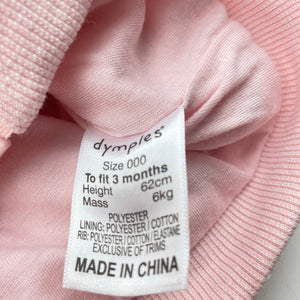 dymples
Size 000
To fit 3 months
Height 62cm
Mass 6kg
POLYESTER
LINING: POLYESTER / COTTON
RIB: POLYESTER / COTTON / ELASTANE
EXCLUSIVE OF TRIMS
MADE IN CHINA